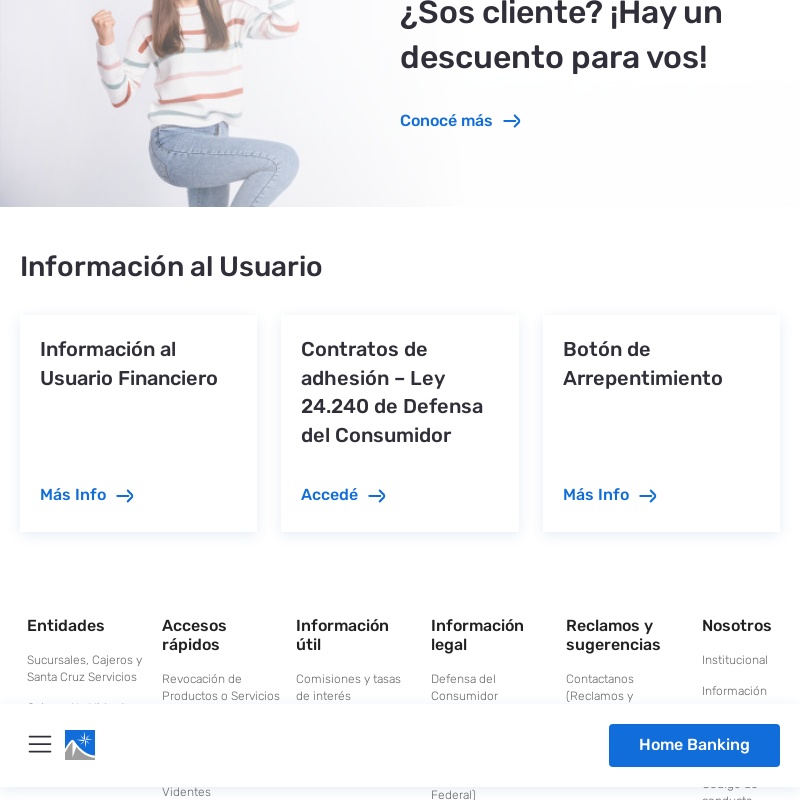 ¿Sos cliente? ¡Hay un
descuento para vos!
Conocé más
Información al Usuario
Información al
Usuario Financiero
Más Info
Contratos de
adhesión – Ley
24.240 de Defensa
del Consumidor
Accedé
Botón de
Arrepentimiento
Más Info
Entidades
Sucursales, Cajeros y
Santa Cruz Servicios
Accesos
rápidos
Revocación de
Productos o Servicios
Videntes
Información
útil
Comisiones y tasas
de interés
Información
legal
Defensa del
Consumidor
Federal)
Reclamos y
sugerencias
Contactanos
(Reclamos y
Nosotros
Institucional
Información
Home Banking